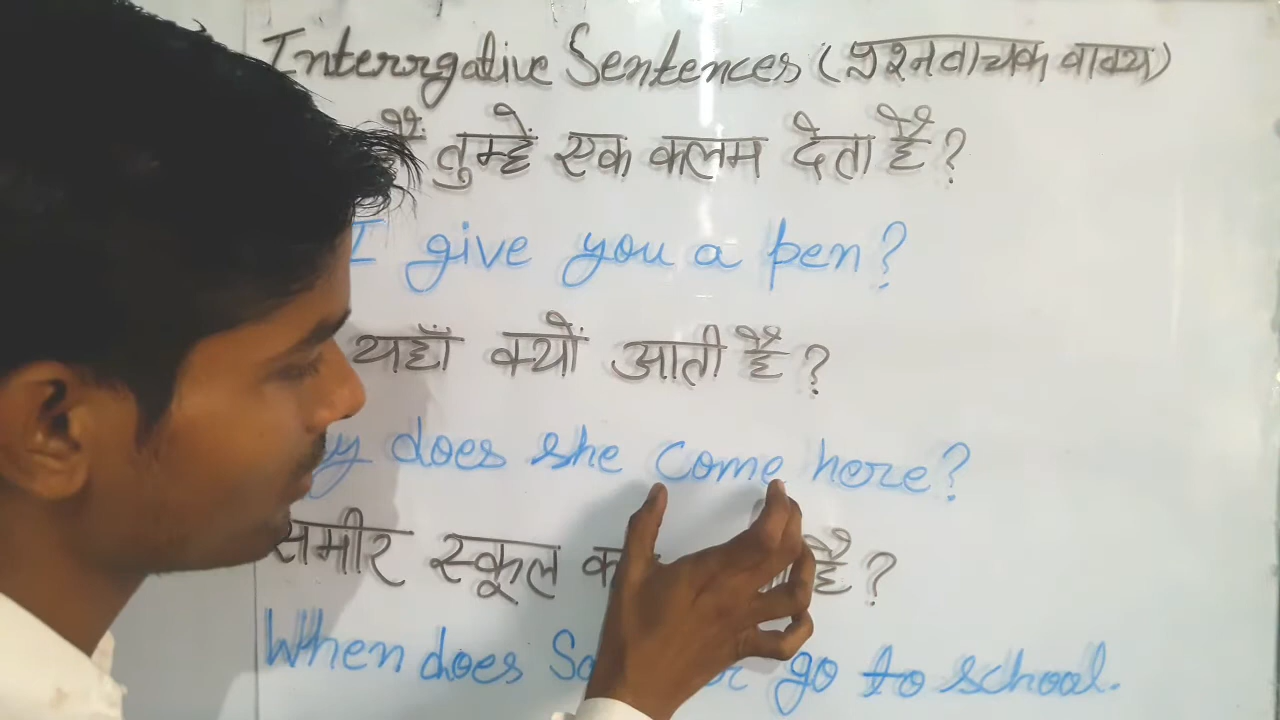 Interrgative Sentences (प्रश्नवाचक वाक्य)
तुम्हे एक कलम देता है?
I give you a pen?
यहाँ क्यों आती है?
does she come here?
समीर स्कूल है?
When does go to school.